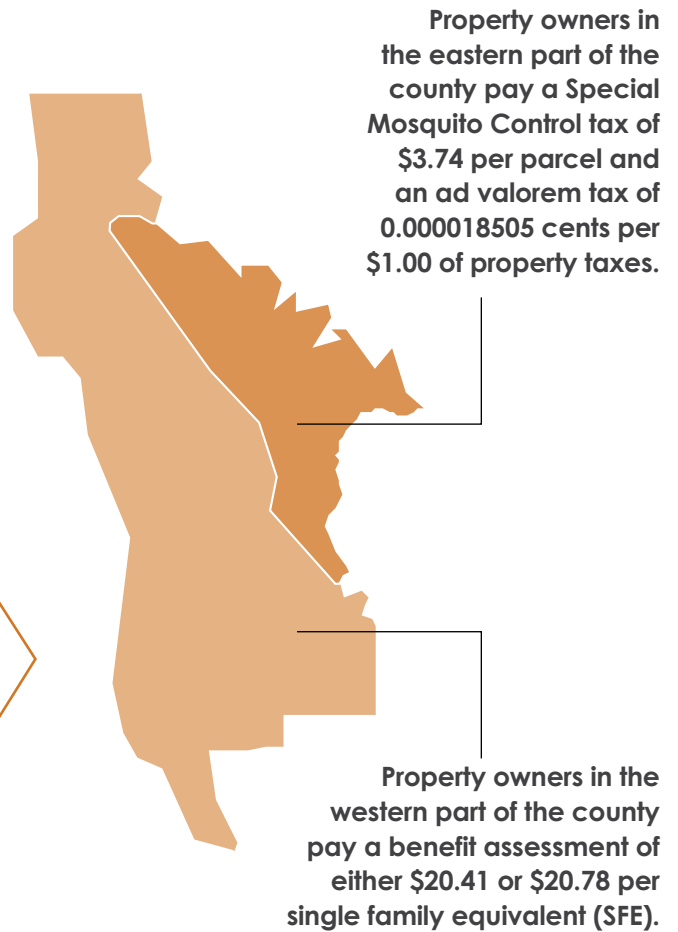 Property owners in
the eastern part of the
county pay a Special
Mosquito Control tax of
$3.74 per parcel and
an ad valorem tax of
0.000018505 cents per
$1.00 of property taxes.
Property owners in the
western part of the county
pay a benefit assessment of
either $20.41 or $20.78 per
single family equivalent (SFE).